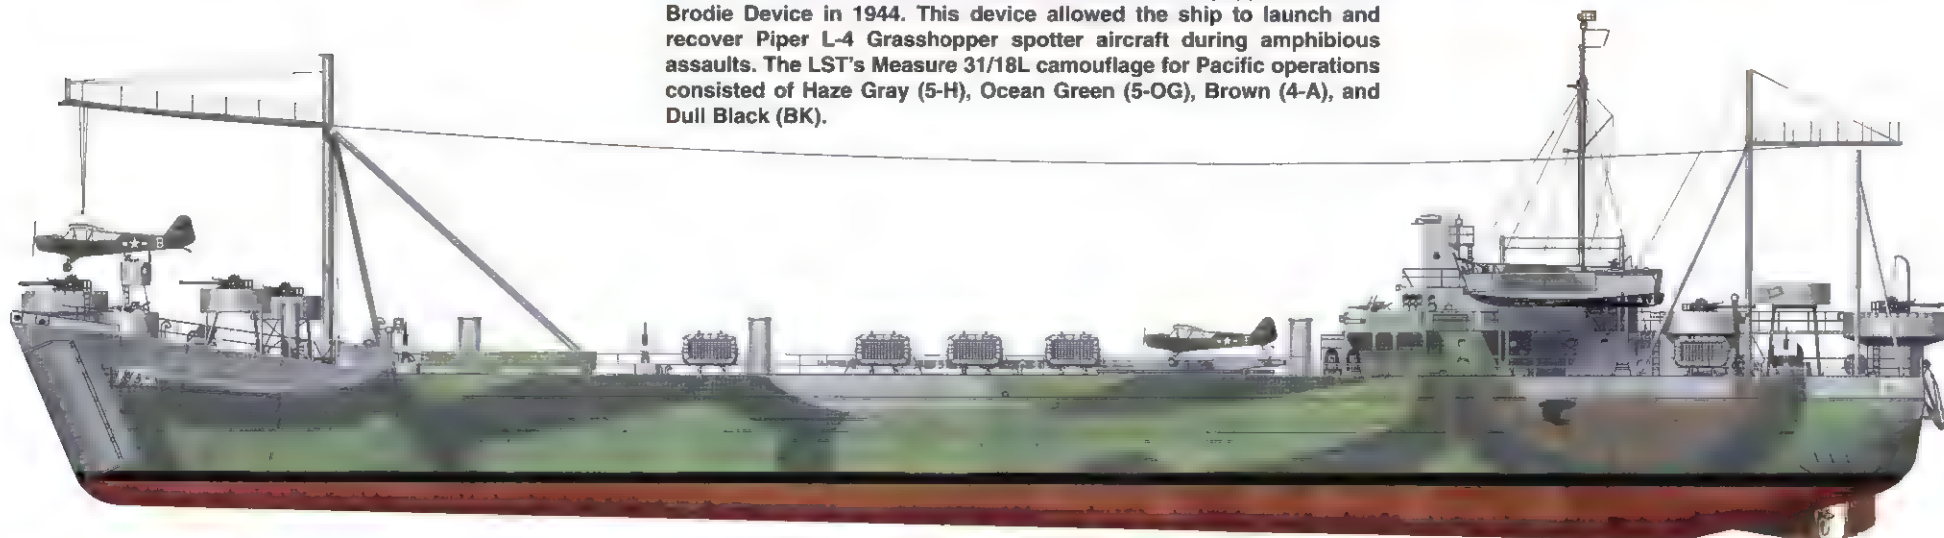 Brodie Device in 1944. This device allowed the ship to launch and
recover Piper L-4 Grasshopper spotter aircraft during amphibious
assaults. The LST's Measure 31/18L camouflage for Pacific operations
consisted of Haze Gray (5-H), Ocean Green (5-OG), Brown (4-A), and
Dull Black (BK).
8